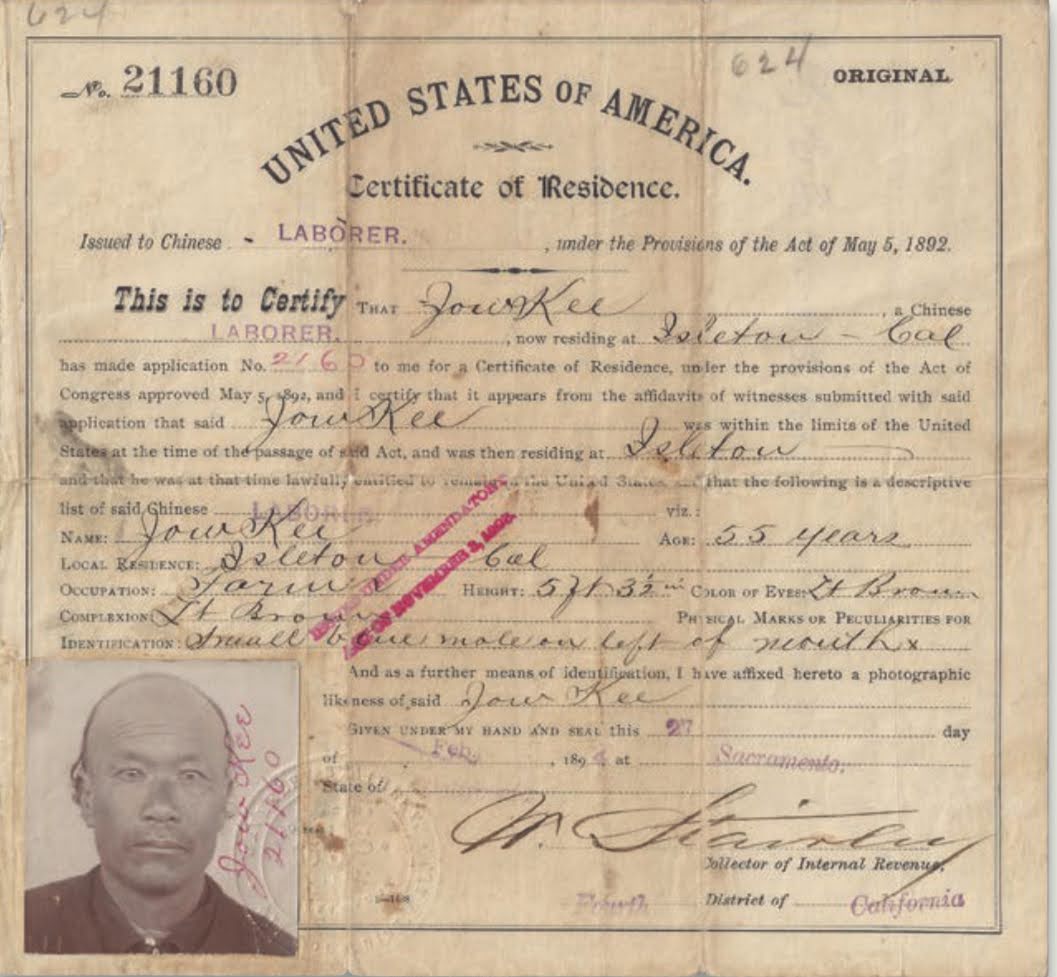 624
No. 21160
624
ORIGINAL.
UNITED STATES OF AMERICA.
Certificate of Residence.
Issued to Chinese LABORER. , under the Provisions of the Act of May 5, 1892.
This is to Certify THAT Jow Kee , a Chinese
LABORER. , now residing at Isleton - Cal
has made application No. 2160 to me for a Certificate of Residence, under the provisions of the Act of
Congress approved May 5, 1892, and I certify that it appears from the affidavits of witnesses submitted with said
application that said Jow Kee was within the limits of the United
States at the time of the passage of said Act, and was then residing at Isleton
and that he was at that time lawfully entitled to remain in the United States, and that the following is a descriptive
list of said Chinese LABORER viz.:
NAME: Jow Kee AGE: 55 years
LOCAL RESIDENCE: Isleton Cal
OCCUPATION: Farmer HEIGHT: 5 ft 3½ in COLOR OF EYES: Lt Brown
COMPLEXION: Lt Brown PHYSICAL MARKS OR PECULIARITIES FOR
IDENTIFICATION: Small blue mole on left of mouth x
UNDER AMENDATORY
ACT OF NOVEMBER 3, 1893.
And as a further means of identification, I have affixed hereto a photographic
likeness of said Jow Kee
GIVEN UNDER MY HAND AND SEAL this 27 day
of Feb. , 1894 at Sacramento.
State of
Jow Kee
21160
Collector of Internal Revenue,
Fourth District of California